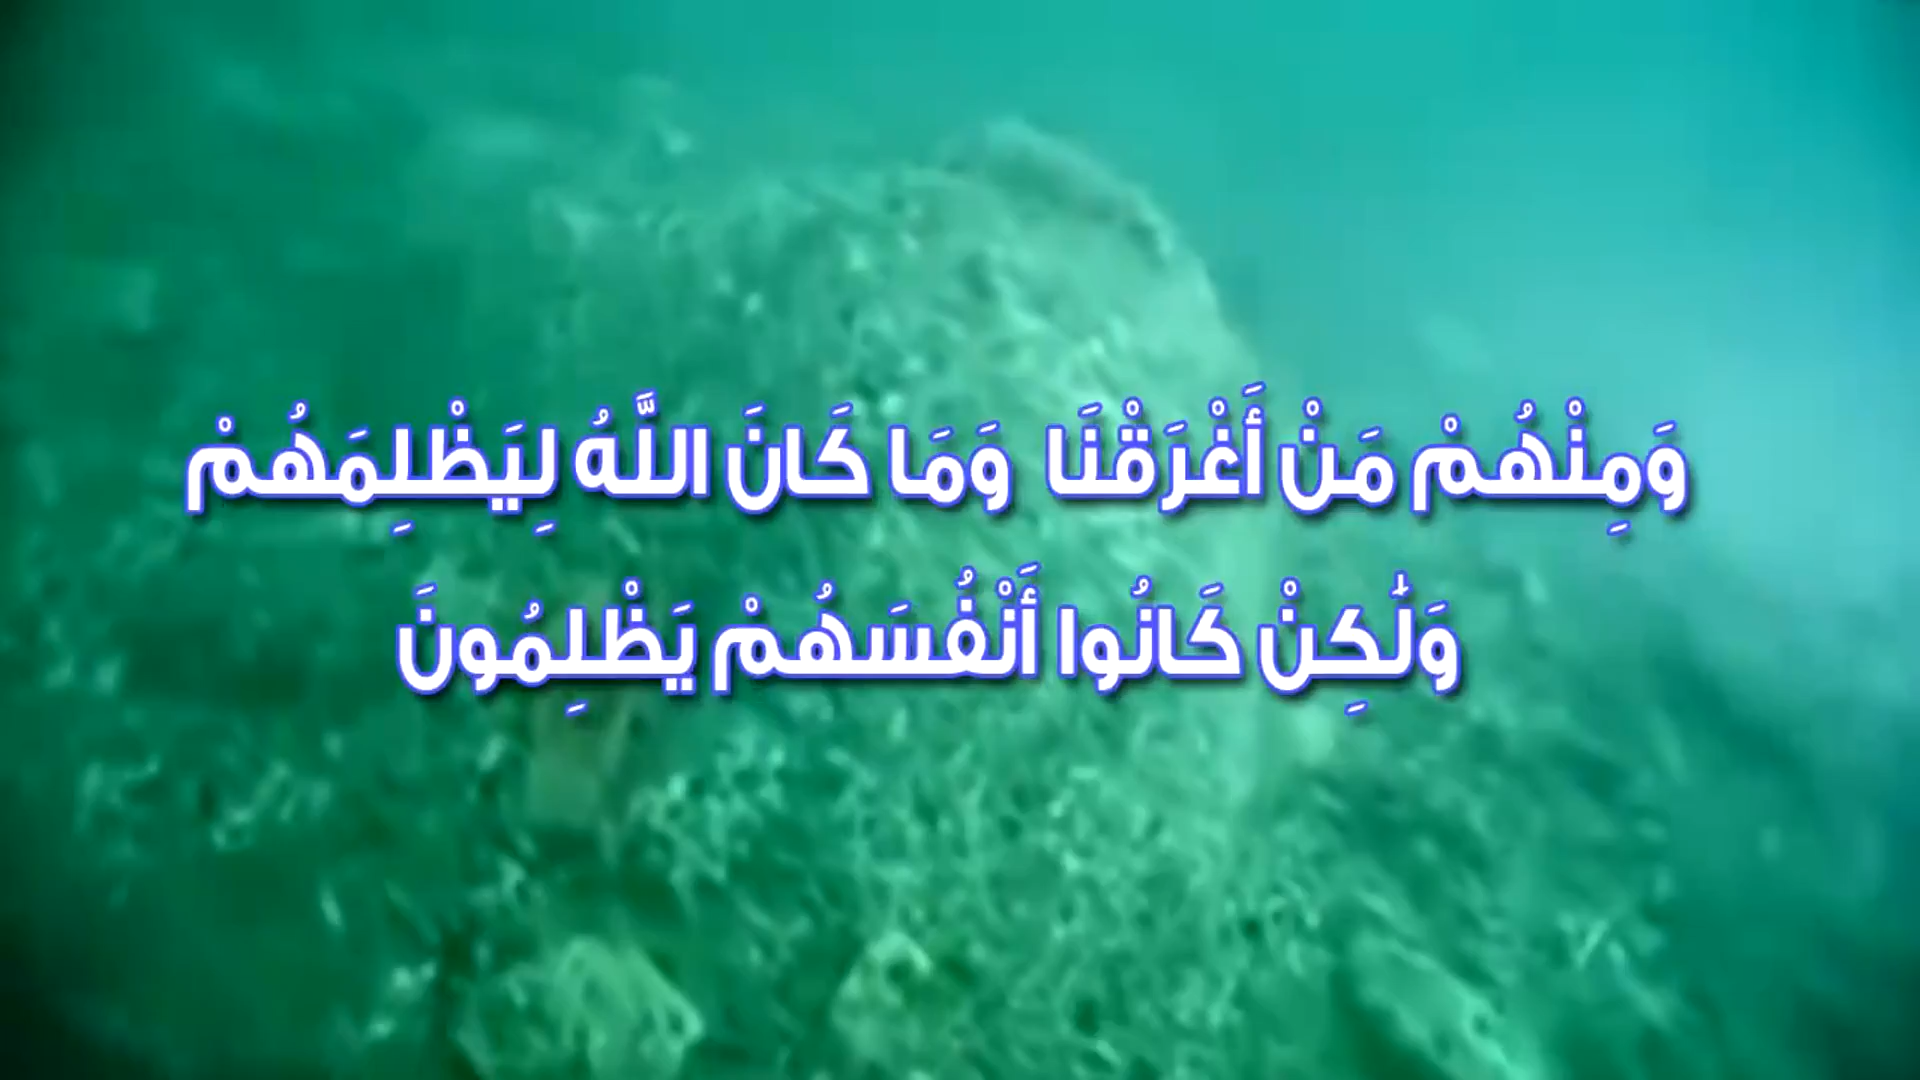 وَمِنْهُمْ مَنْ أَغْرَقْنَا وَمَا كَانَ اللَّهُ لِيَظْلِمَهُمْ
وَلَٰكِنْ كَانُوا أَنْفُسَهُمْ يَظْلِمُونَ